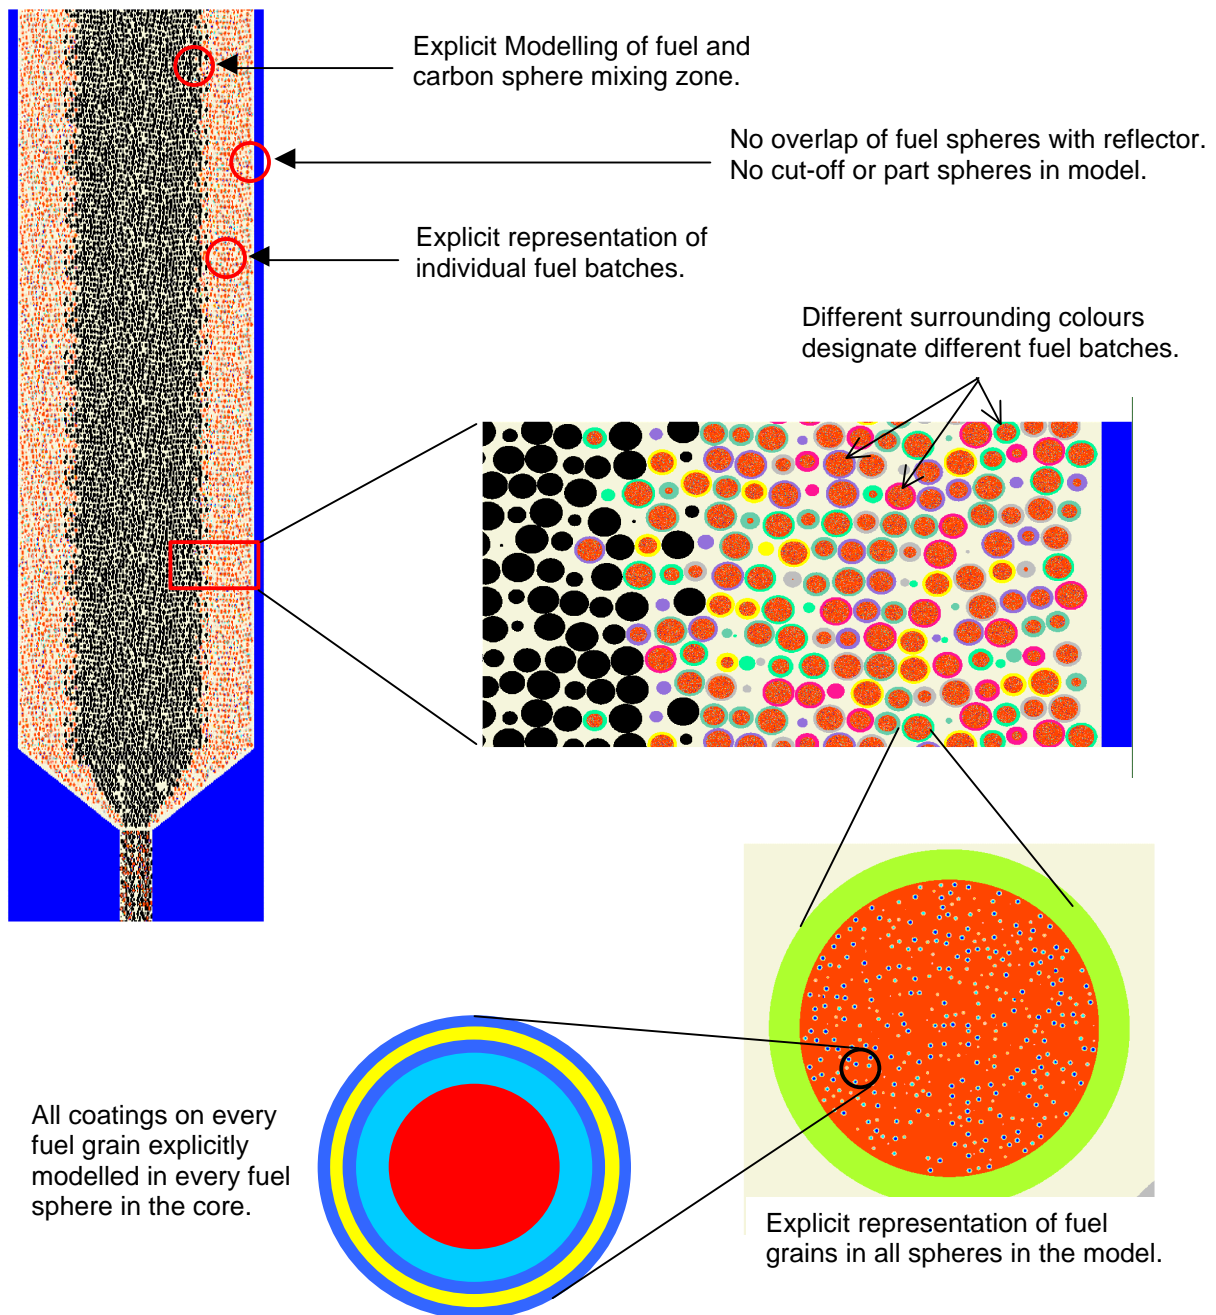 Explicit Modelling of fuel and
carbon sphere mixing zone.
No overlap of fuel spheres with reflector.
No cut-off or part spheres in model.
Explicit representation of
individual fuel batches.
Different surrounding colours
designate different fuel batches.
All coatings on every
fuel grain explicitly
modelled in every fuel
sphere in the core.
Explicit representation of fuel
grains in all spheres in the model.